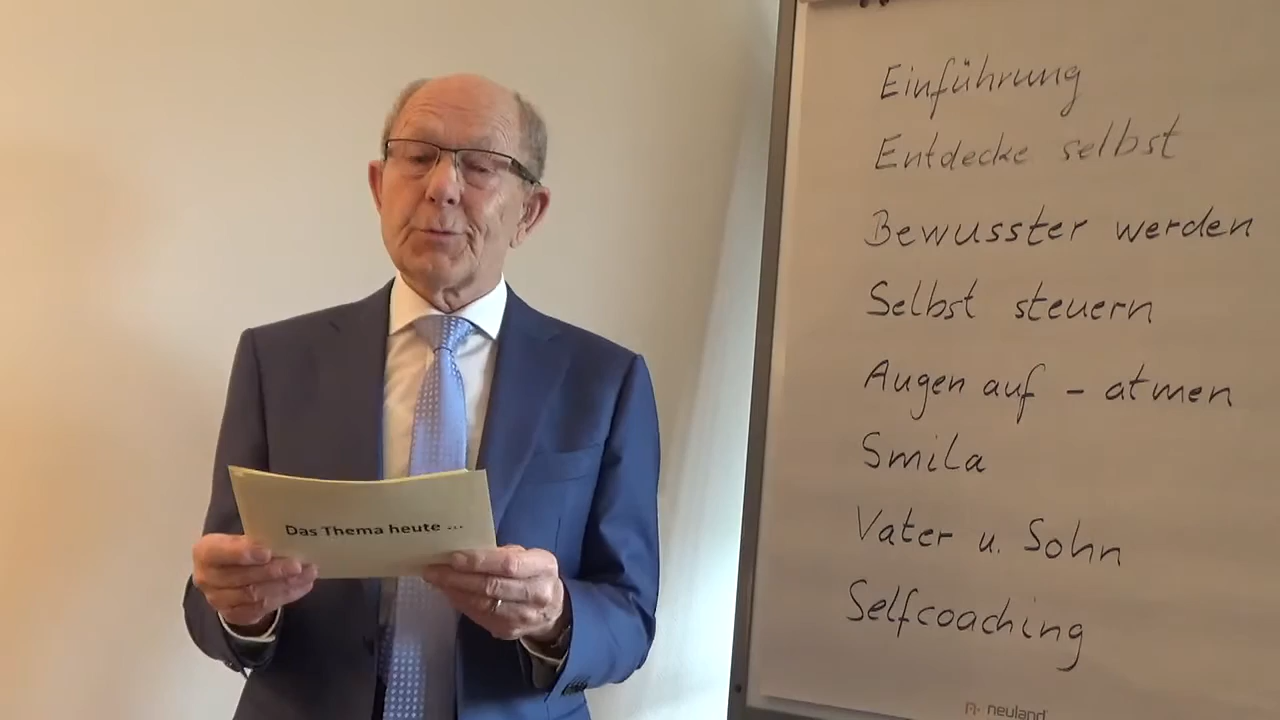 Einführung
Entdecke selbst
Bewusster werden
Selbst steuern
Augen auf - atmen
Smila
Vater u. Sohn
Selfcoaching
neuland
Das Thema heute ...